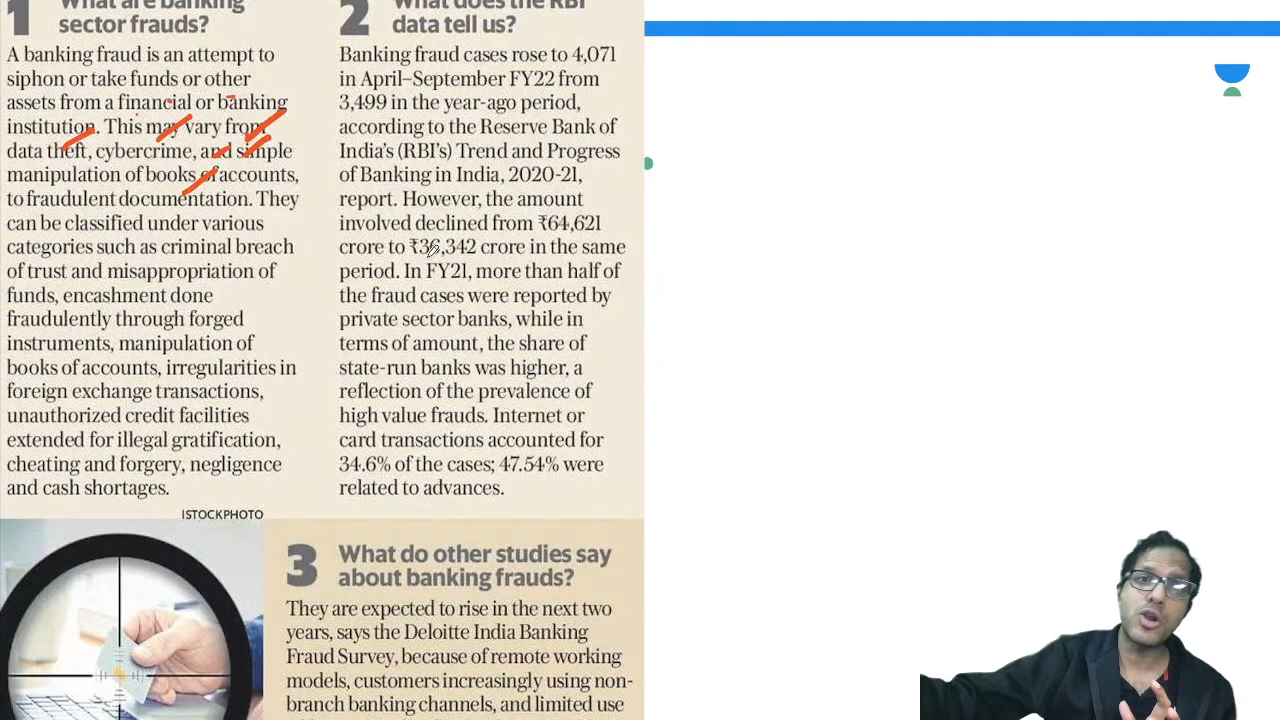 1 What are banking
sector frauds?
A banking fraud is an attempt to
siphon or take funds or other
assets from a financial or banking
institution. This may vary from
data theft, cybercrime, and simple
manipulation of books of accounts,
to fraudulent documentation. They
can be classified under various
categories such as criminal breach
of trust and misappropriation of
funds, encashment done
fraudulently through forged
instruments, manipulation of
books of accounts, irregularities in
foreign exchange transactions,
unauthorized credit facilities
extended for illegal gratification,
cheating and forgery, negligence
and cash shortages.
ISTOCKPHOTO
2 What does the RBI
data tell us?
Banking fraud cases rose to 4,071
in April–September FY22 from
3,499 in the year-ago period,
according to the Reserve Bank of
India's (RBI's) Trend and Progress
of Banking in India, 2020-21,
report. However, the amount
involved declined from ₹64,621
crore to ₹36,342 crore in the same
period. In FY21, more than half of
the fraud cases were reported by
private sector banks, while in
terms of amount, the share of
state-run banks was higher, a
reflection of the prevalence of
high value frauds. Internet or
card transactions accounted for
34.6% of the cases; 47.54% were
related to advances.
3 What do other studies say
about banking frauds?
They are expected to rise in the next two
years, says the Deloitte India Banking
Fraud Survey, because of remote working
models, customers increasingly using non-
branch banking channels, and limited use